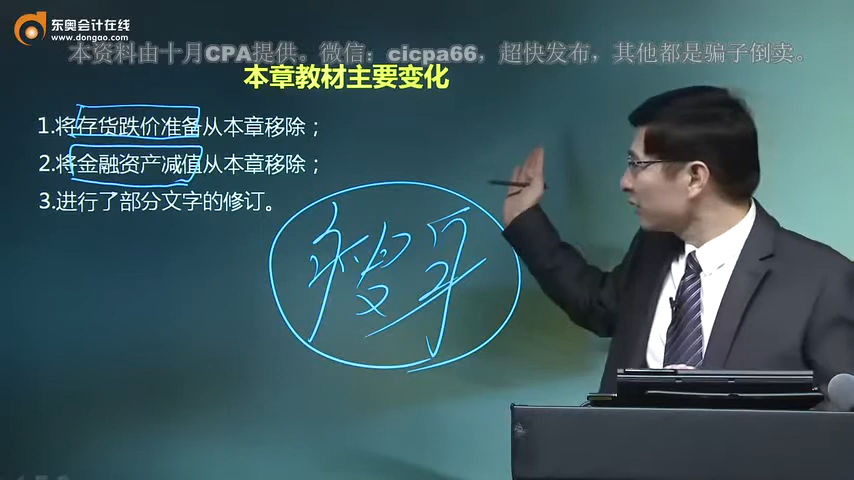 东奥会计在线
www.dongao.com
本资料由十月CPA提供。微信：cicpa66，超快发布，其他都是骗子倒卖。
本章教材主要变化
1.将存货跌价准备从本章移除；
2.将金融资产减值从本章移除；
3.进行了部分文字的修订。
瘦身